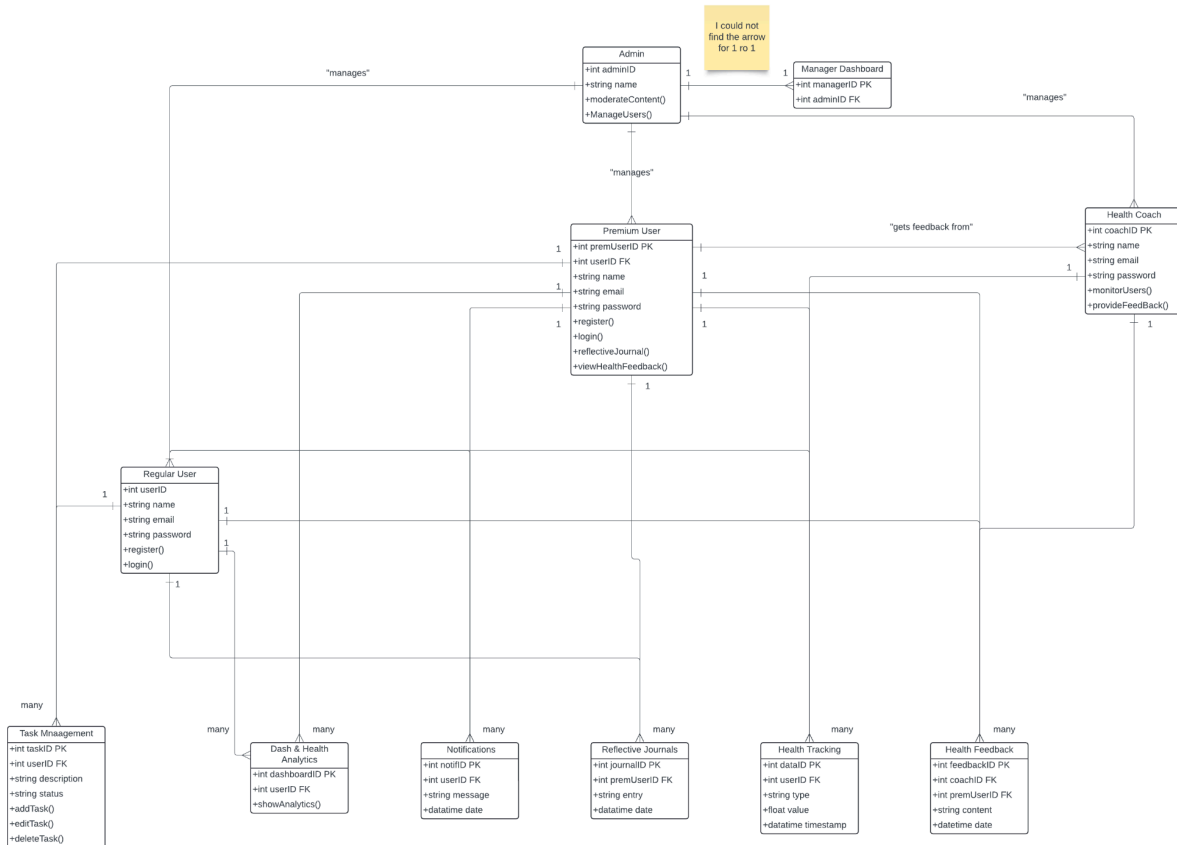 I could not
find the arrow
for 1 ro 1
Admin
+int adminID
+string name
+moderateContent()
+ManageUsers()
1
1
Manager Dashboard
+int managerID PK
+int adminID FK
"manages"
"manages"
"manages"
Health Coach
+int coachID PK
+string name
+string email
+string password
+monitorUsers()
+provideFeedBack()
1
1
"gets feedback from"
Premium User
+int premUserID PK
+int userID FK
+string name
+string email
+string password
+register()
+login()
+reflectiveJournal()
+viewHealthFeedback()
1
1
1
1
1
1
Regular User
+int userID
+string name
+string email
+string password
+register()
+login()
1
1
1
1
many
many
many
many
many
many
many
Task Mnaagement
+int taskID PK
+int userID FK
+string description
+string status
+addTask()
+editTask()
+deleteTask()
Dash & Health
Analytics
+int dashboardID PK
+int userID FK
+showAnalytics()
Notifications
+int notifID PK
+int userID FK
+string message
+datatime date
Reflective Journals
+int journalID PK
+int premUserID FK
+string entry
+datatime date
Health Tracking
+int dataID PK
+int userID FK
+string type
+float value
+datatime timestamp
Health Feedback
+int feedbackID PK
+int coachID FK
+int premUserID FK
+string content
+datetime date